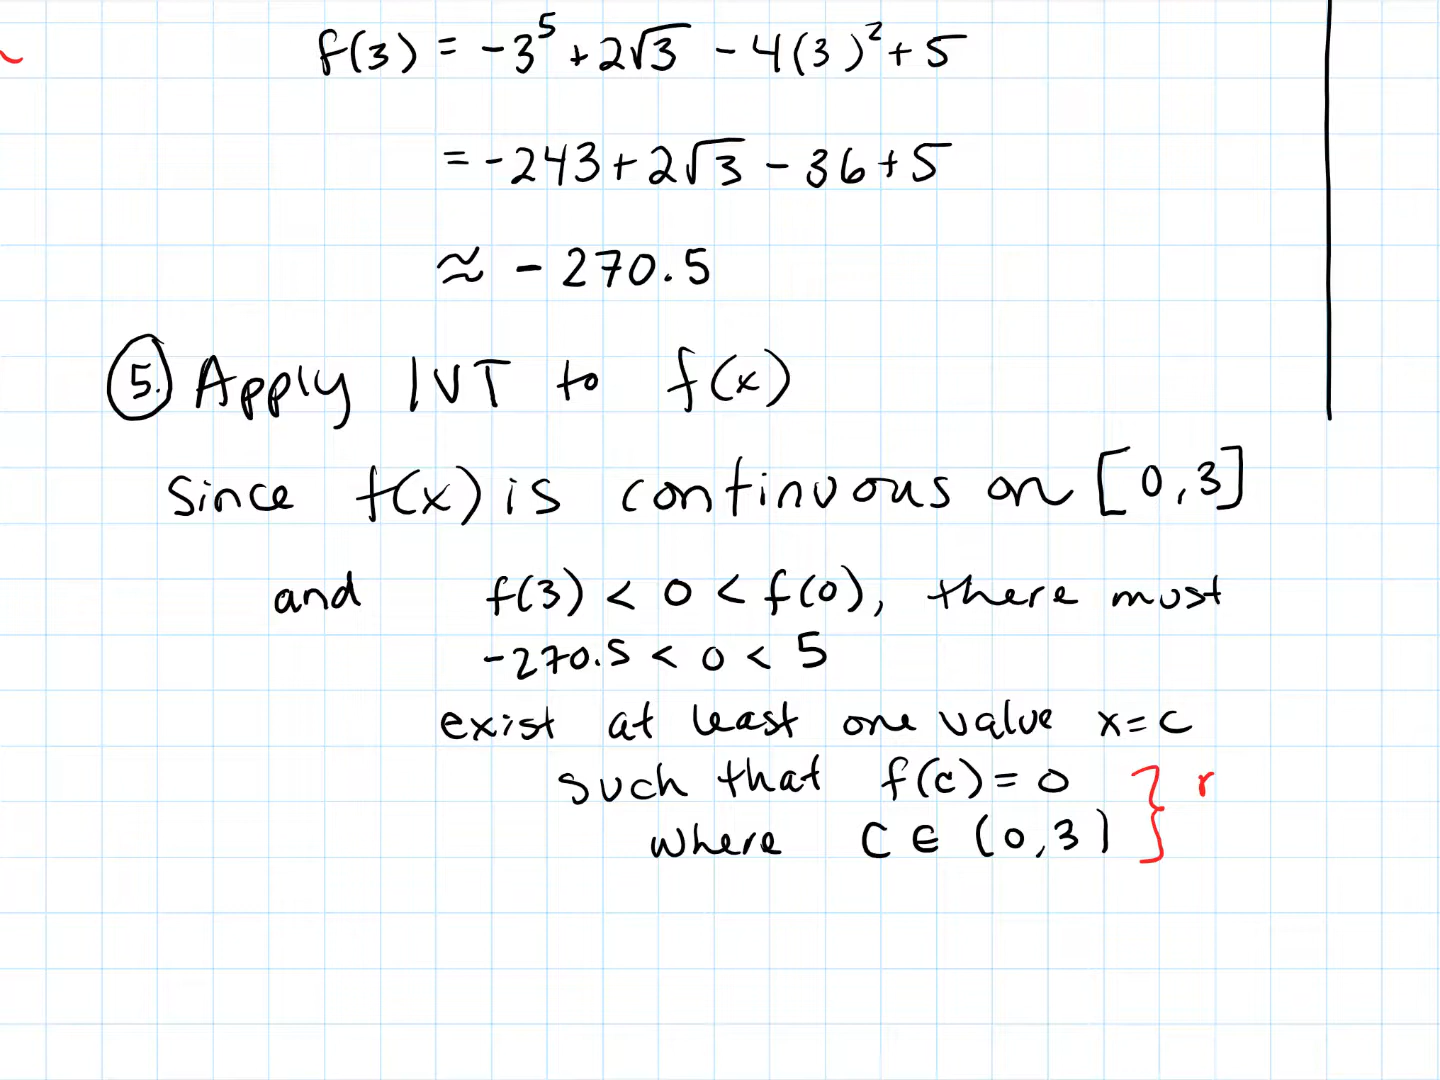 f(3) = -3⁵ + 2√3 - 4(3)² + 5
= -243 + 2√3 - 36 + 5
≈ -270.5
5. Apply IVT to f(x)
since f(x) is continuous on [0,3]
and f(3) < 0 < f(0), there must
-270.5 < 0 < 5
exist at least one value x=c
such that f(c) = 0 } r
where C ∈ (0,3)